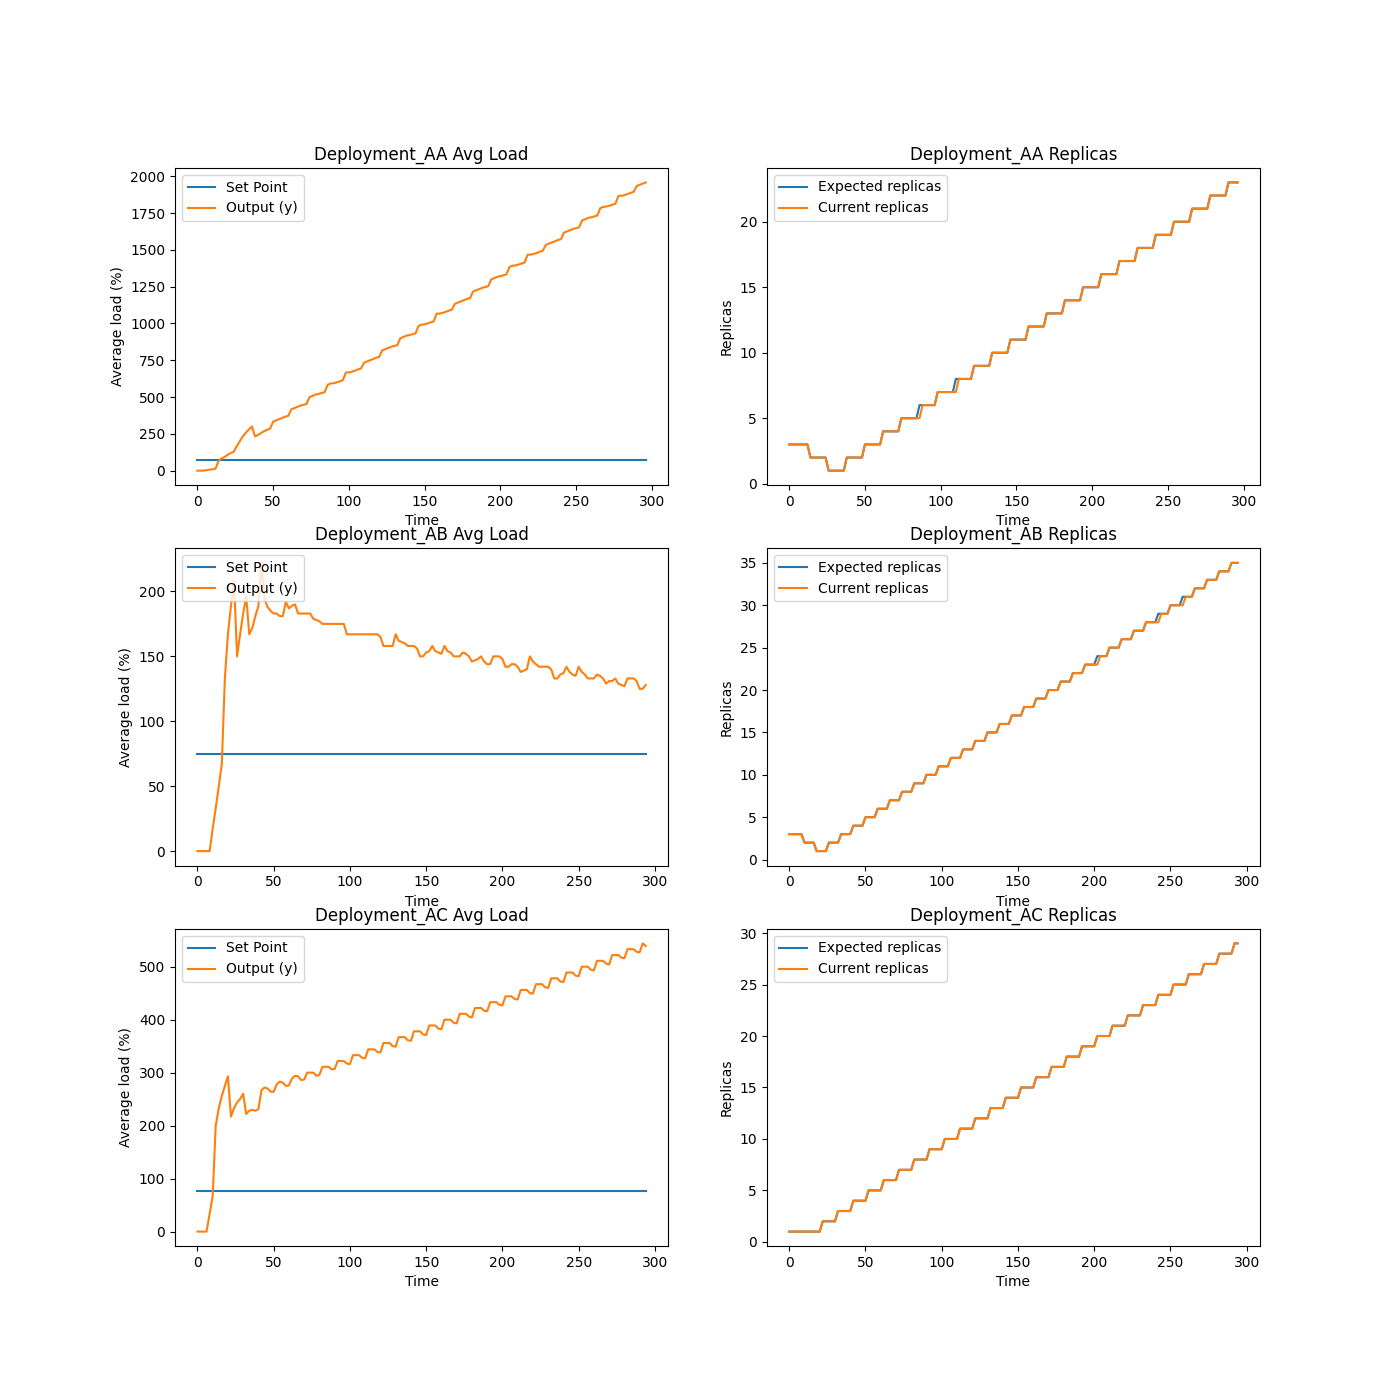 Deployment_AA Avg Load
Set Point
Output (y)
2000
1750
1500
1250
1000
750
500
250
0
Average load (%)
0 50 100 150 200 250 300
Time
Deployment_AA Replicas
Expected replicas
Current replicas
20
15
10
5
0
Replicas
0 50 100 150 200 250 300
Time
Deployment_AB Avg Load
Set Point
Output (y)
200
150
100
50
0
Average load (%)
0 50 100 150 200 250 300
Time
Deployment_AB Replicas
Expected replicas
Current replicas
35
30
25
20
15
10
5
0
Replicas
0 50 100 150 200 250 300
Time
Deployment_AC Avg Load
Set Point
Output (y)
500
400
300
200
100
0
Average load (%)
0 50 100 150 200 250 300
Time
Deployment_AC Replicas
Expected replicas
Current replicas
30
25
20
15
10
5
0
Replicas
0 50 100 150 200 250 300
Time